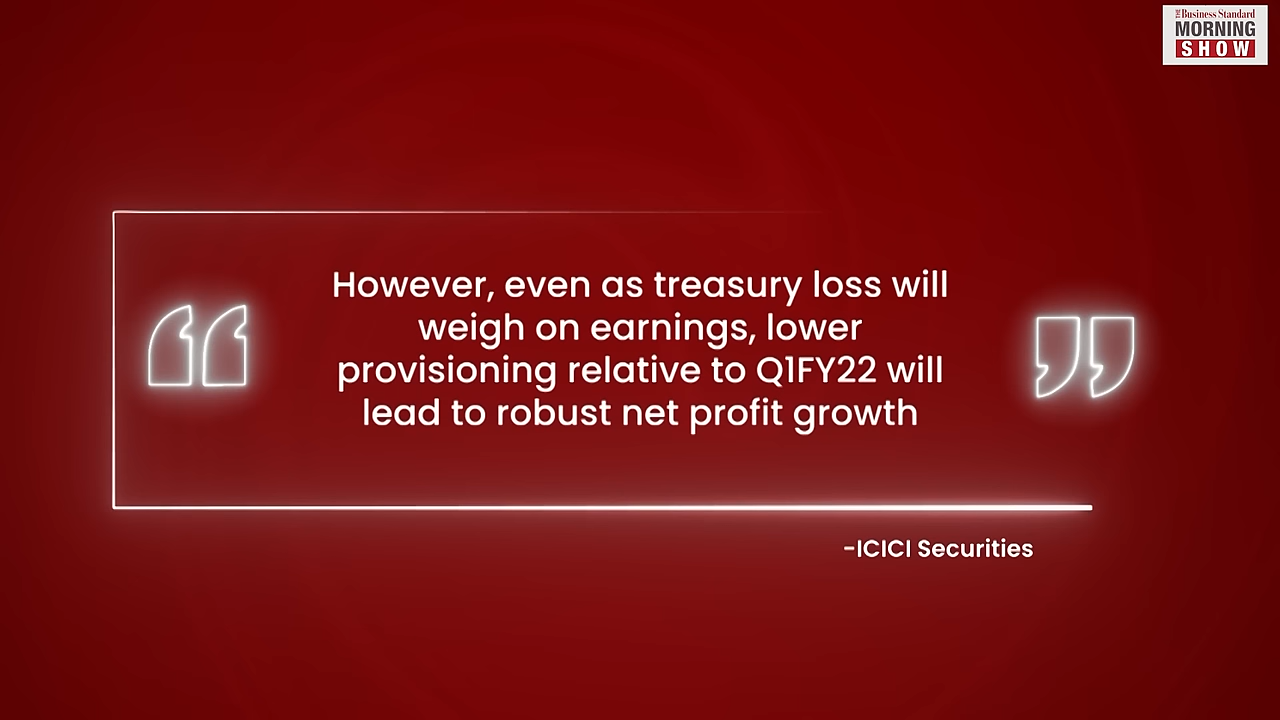 THE Business Standard
MORNING
SHOW
However, even as treasury loss will
weigh on earnings, lower
provisioning relative to Q1FY22 will
lead to robust net profit growth
-ICICI Securities